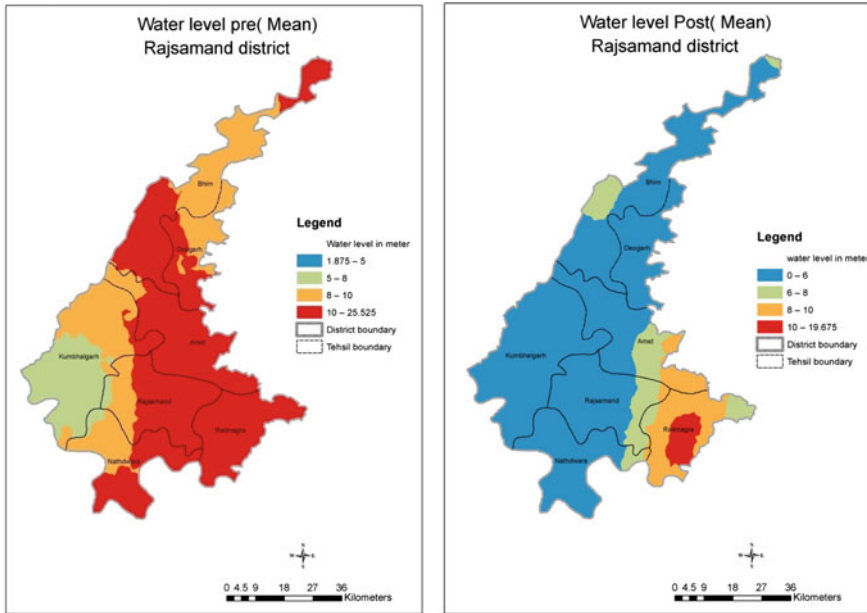 Water level pre( Mean)
Rajsamand district
Bhim
Deogarh
Legend
Water level in meter
1.875 – 5
5 – 8
8 – 10
10 – 25.525
District boundary
Tehsil boundary
Amet
Kumbhalgarh
Rajsamand
Railmagra
Nathdwara
N
W
E
S
0 4.5 9 18 27 36
Kilometers
Water level Post( Mean)
Rajsamand district
Bhim
Deogarh
Legend
water level in meter
0 – 6
6 – 8
8 – 10
10 – 19.675
District boundary
Tehsil boundary
Amet
Kumbhalgarh
Rajsamand
Railmagra
Nathdwara
N
W
E
S
0 4.5 9 18 27 36
Kilometers